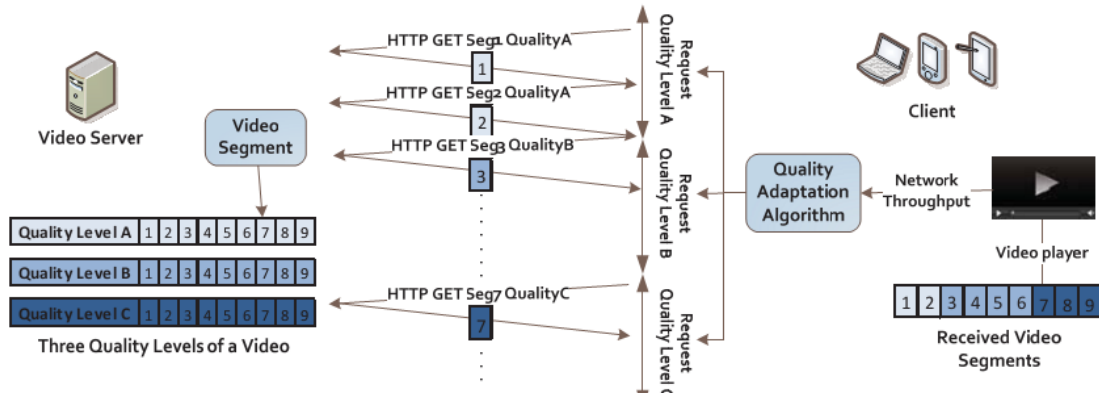 HTTP GET Seg1 QualityA
1
HTTP GET Seg2 QualityA
2
HTTP GET Seg3 QualityB
3
HTTP GET Seg7 QualityC
7
Request
Quality Level A
Request
Quality Level B
Request
Quality Level C
Video Server
Video
Segment
Quality Level A 1 2 3 4 5 6 7 8 9
Quality Level B 1 2 3 4 5 6 7 8 9
Quality Level C 1 2 3 4 5 6 7 8 9
Three Quality Levels of a Video
Quality
Adaptation
Algorithm
Network
Throughput
Client
Video player
1 2 3 4 5 6 7 8 9
Received Video
Segments